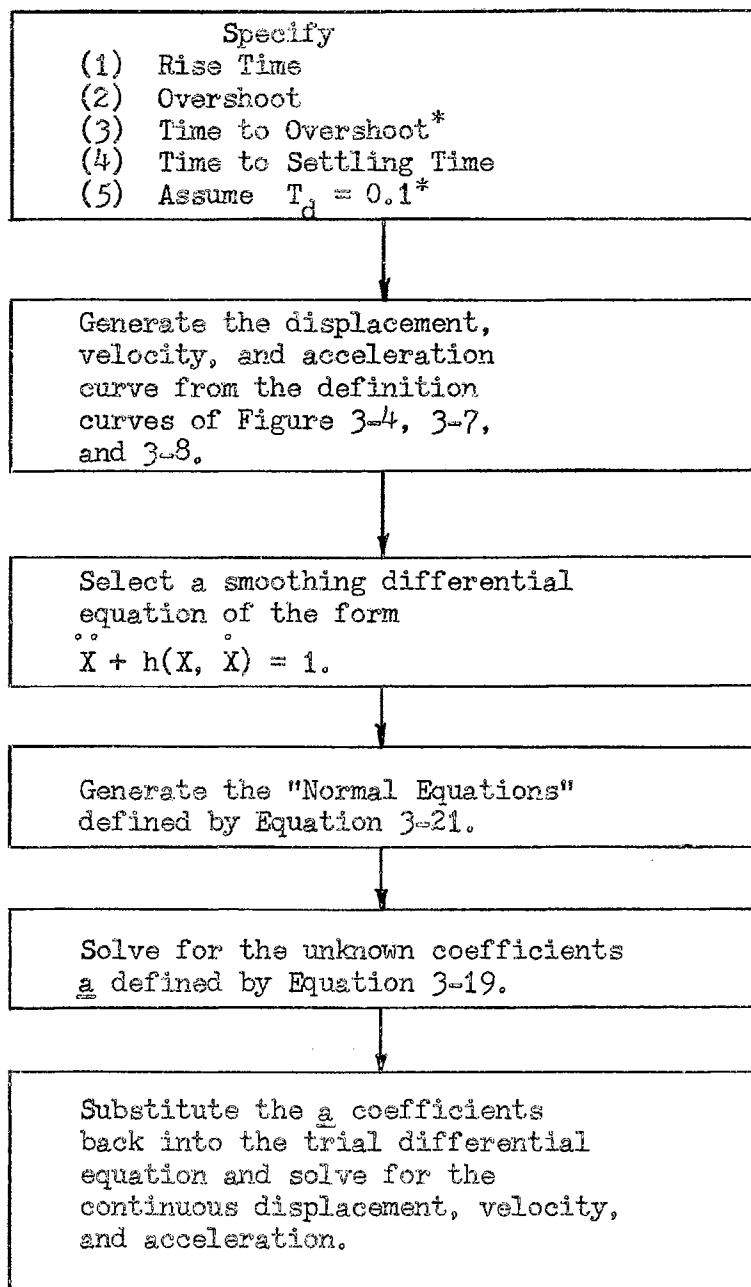 Specify
(1) Rise Time
(2) Overshoot
(3) Time to Overshoot*
(4) Time to Settling Time
(5) Assume T_d = 0.1*
Generate the displacement,
velocity, and acceleration
curve from the definition
curves of Figure 3-4, 3-7,
and 3-8.
Select a smoothing differential
equation of the form
Ẍ + h(X, Ẋ) = 1.
Generate the "Normal Equations"
defined by Equation 3-21.
Solve for the unknown coefficients
a defined by Equation 3-19.
Substitute the a coefficients
back into the trial differential
equation and solve for the
continuous displacement, velocity,
and acceleration.